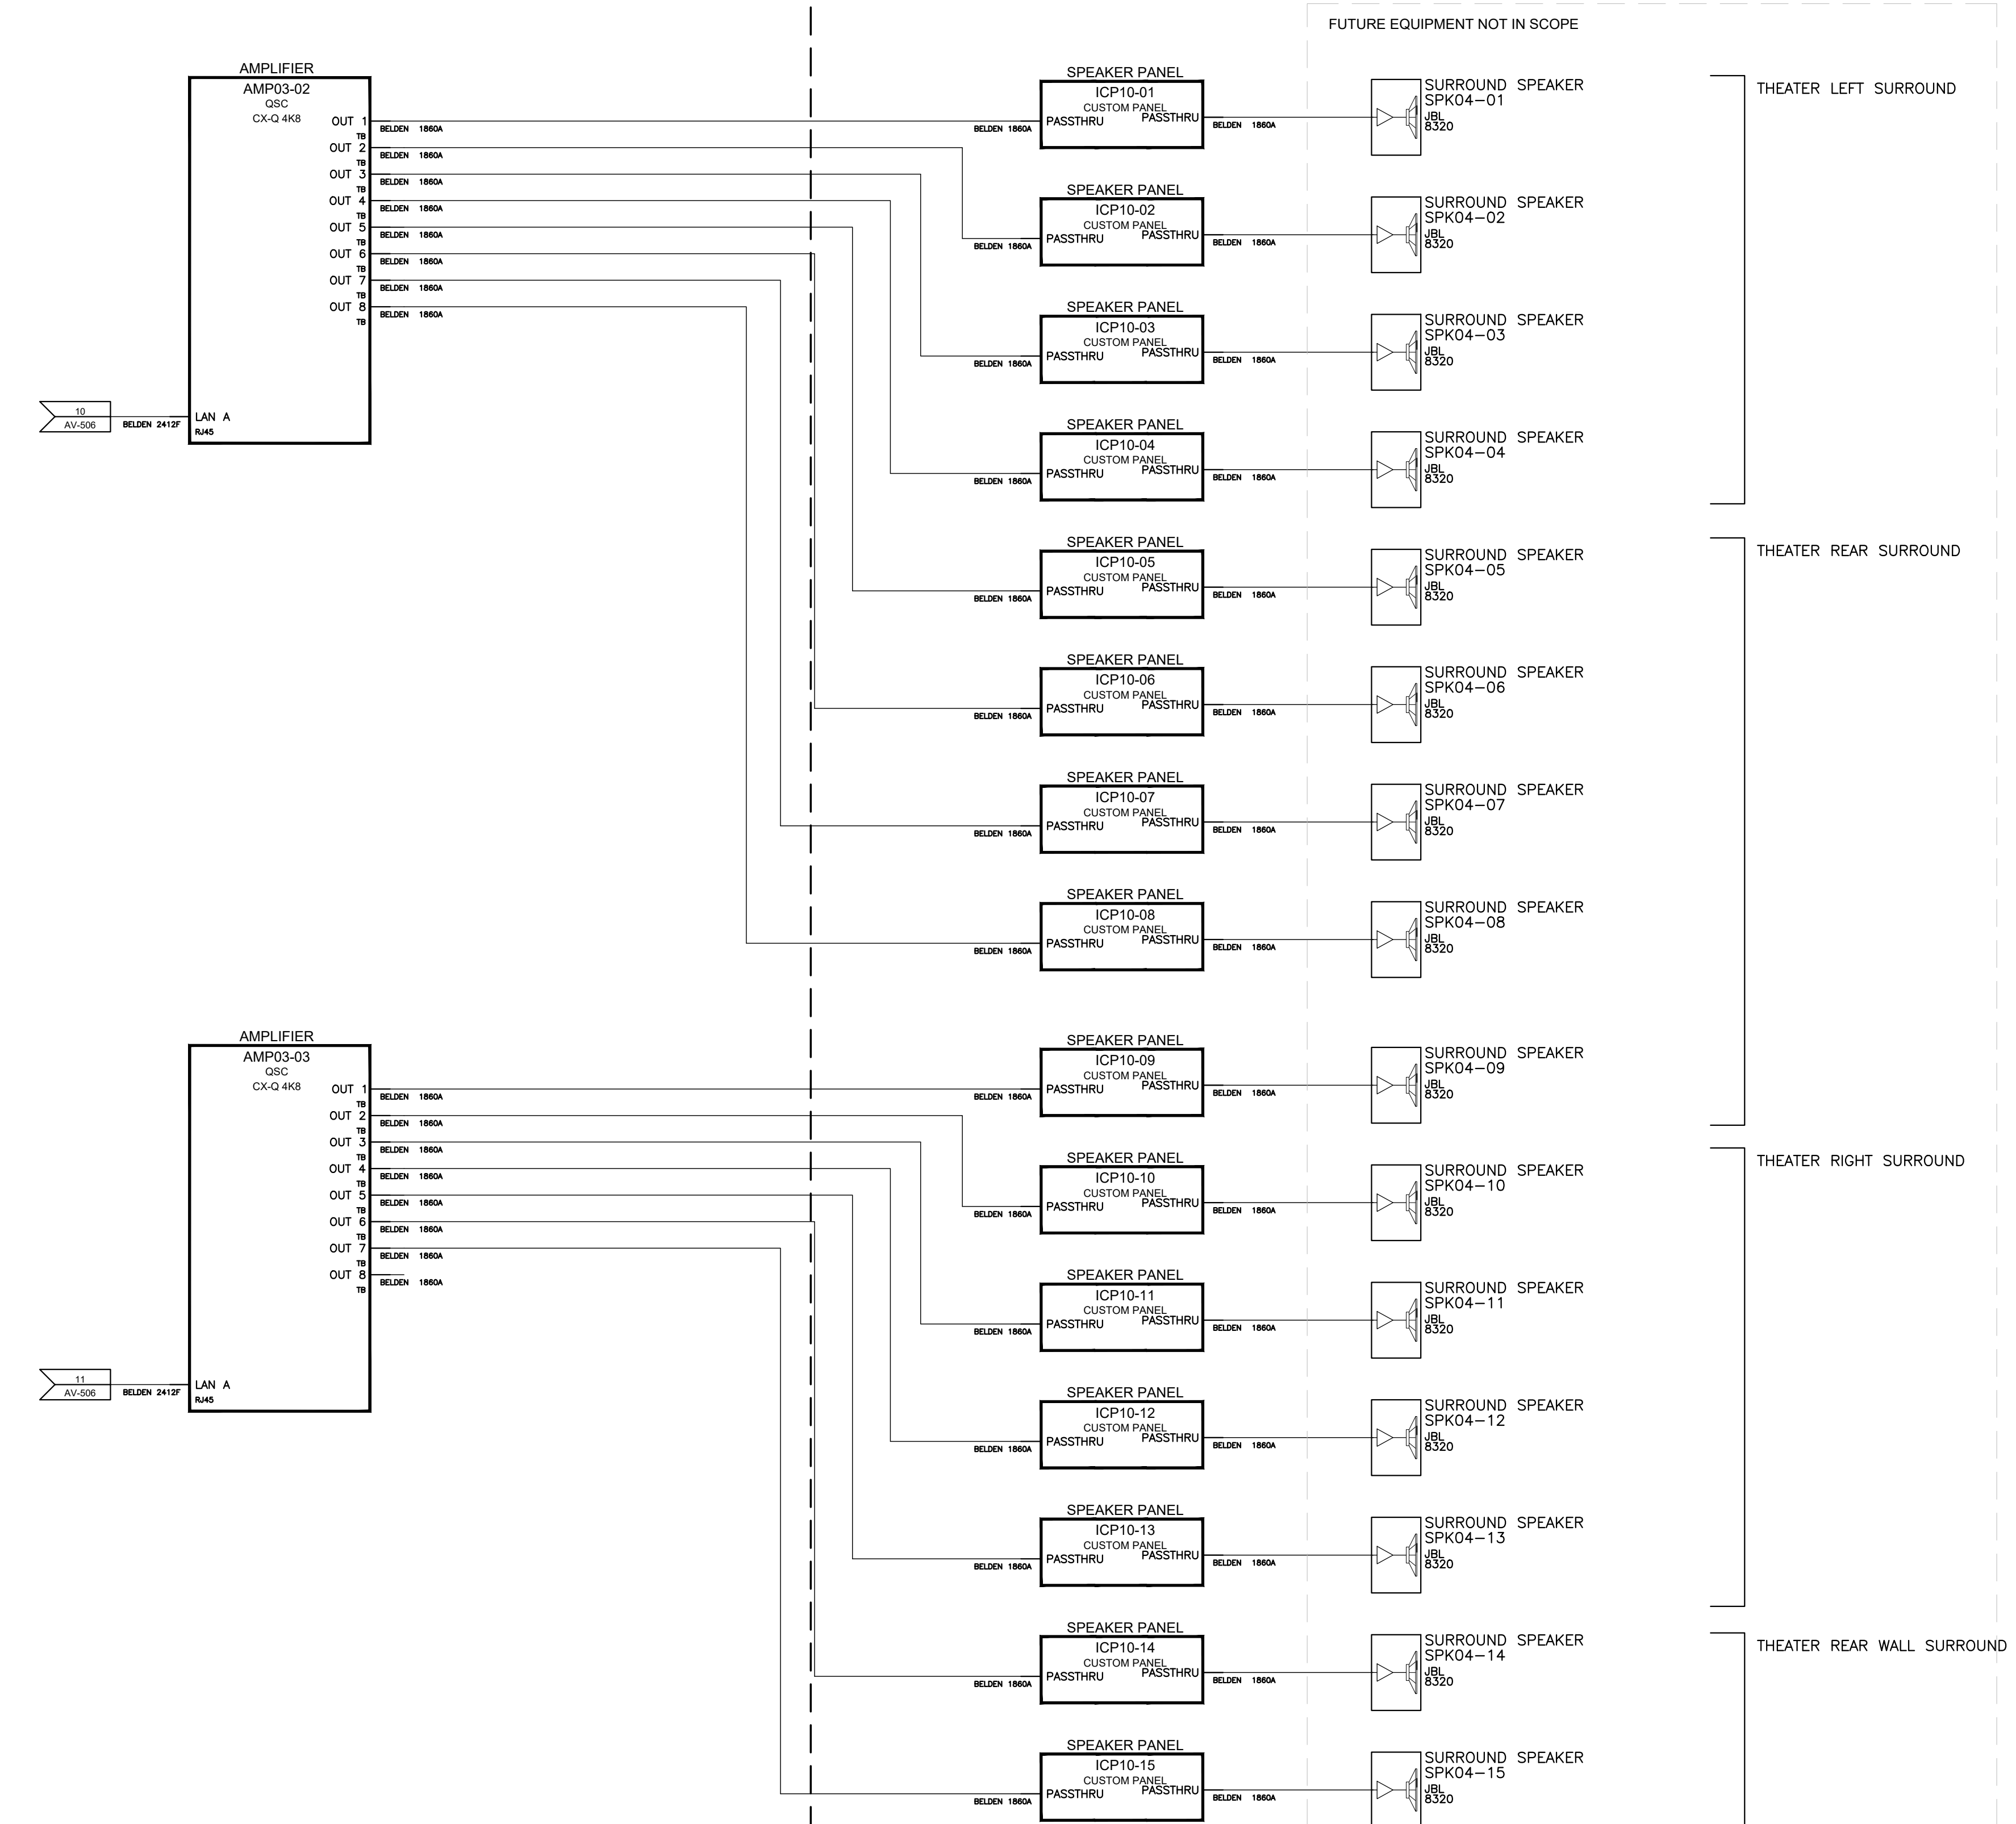 FUTURE EQUIPMENT NOT IN SCOPE
AMPLIFIER
AMP03-02
QSC
CX-Q 4K8
OUT 1
TB
BELDEN 1860A
OUT 2
TB
BELDEN 1860A
OUT 3
TB
BELDEN 1860A
OUT 4
TB
BELDEN 1860A
OUT 5
TB
BELDEN 1860A
OUT 6
TB
BELDEN 1860A
OUT 7
TB
BELDEN 1860A
OUT 8
TB
BELDEN 1860A
10
AV-506
BELDEN 2412F
LAN A
RJ45
SPEAKER PANEL
ICP10-01
CUSTOM PANEL
BELDEN 1860A
PASSTHRU
PASSTHRU
BELDEN 1860A
SURROUND SPEAKER
SPK04-01
JBL
8320
THEATER LEFT SURROUND
SPEAKER PANEL
ICP10-02
CUSTOM PANEL
BELDEN 1860A
PASSTHRU
PASSTHRU
BELDEN 1860A
SURROUND SPEAKER
SPK04-02
JBL
8320
SPEAKER PANEL
ICP10-03
CUSTOM PANEL
BELDEN 1860A
PASSTHRU
PASSTHRU
BELDEN 1860A
SURROUND SPEAKER
SPK04-03
JBL
8320
SPEAKER PANEL
ICP10-04
CUSTOM PANEL
BELDEN 1860A
PASSTHRU
PASSTHRU
BELDEN 1860A
SURROUND SPEAKER
SPK04-04
JBL
8320
SPEAKER PANEL
ICP10-05
CUSTOM PANEL
BELDEN 1860A
PASSTHRU
PASSTHRU
BELDEN 1860A
SURROUND SPEAKER
SPK04-05
JBL
8320
THEATER REAR SURROUND
SPEAKER PANEL
ICP10-06
CUSTOM PANEL
BELDEN 1860A
PASSTHRU
PASSTHRU
BELDEN 1860A
SURROUND SPEAKER
SPK04-06
JBL
8320
SPEAKER PANEL
ICP10-07
CUSTOM PANEL
BELDEN 1860A
PASSTHRU
PASSTHRU
BELDEN 1860A
SURROUND SPEAKER
SPK04-07
JBL
8320
SPEAKER PANEL
ICP10-08
CUSTOM PANEL
BELDEN 1860A
PASSTHRU
PASSTHRU
BELDEN 1860A
SURROUND SPEAKER
SPK04-08
JBL
8320
AMPLIFIER
AMP03-03
QSC
CX-Q 4K8
OUT 1
TB
BELDEN 1860A
OUT 2
TB
BELDEN 1860A
OUT 3
TB
BELDEN 1860A
OUT 4
TB
BELDEN 1860A
OUT 5
TB
BELDEN 1860A
OUT 6
TB
BELDEN 1860A
OUT 7
TB
BELDEN 1860A
OUT 8
TB
BELDEN 1860A
11
AV-506
BELDEN 2412F
LAN A
RJ45
SPEAKER PANEL
ICP10-09
CUSTOM PANEL
BELDEN 1860A
PASSTHRU
PASSTHRU
BELDEN 1860A
SURROUND SPEAKER
SPK04-09
JBL
8320
SPEAKER PANEL
ICP10-10
CUSTOM PANEL
BELDEN 1860A
PASSTHRU
PASSTHRU
BELDEN 1860A
SURROUND SPEAKER
SPK04-10
JBL
8320
THEATER RIGHT SURROUND
SPEAKER PANEL
ICP10-11
CUSTOM PANEL
BELDEN 1860A
PASSTHRU
PASSTHRU
BELDEN 1860A
SURROUND SPEAKER
SPK04-11
JBL
8320
SPEAKER PANEL
ICP10-12
CUSTOM PANEL
BELDEN 1860A
PASSTHRU
PASSTHRU
BELDEN 1860A
SURROUND SPEAKER
SPK04-12
JBL
8320
SPEAKER PANEL
ICP10-13
CUSTOM PANEL
BELDEN 1860A
PASSTHRU
PASSTHRU
BELDEN 1860A
SURROUND SPEAKER
SPK04-13
JBL
8320
SPEAKER PANEL
ICP10-14
CUSTOM PANEL
BELDEN 1860A
PASSTHRU
PASSTHRU
BELDEN 1860A
SURROUND SPEAKER
SPK04-14
JBL
8320
THEATER REAR WALL SURROUND
SPEAKER PANEL
ICP10-15
CUSTOM PANEL
BELDEN 1860A
PASSTHRU
PASSTHRU
BELDEN 1860A
SURROUND SPEAKER
SPK04-15
JBL
8320